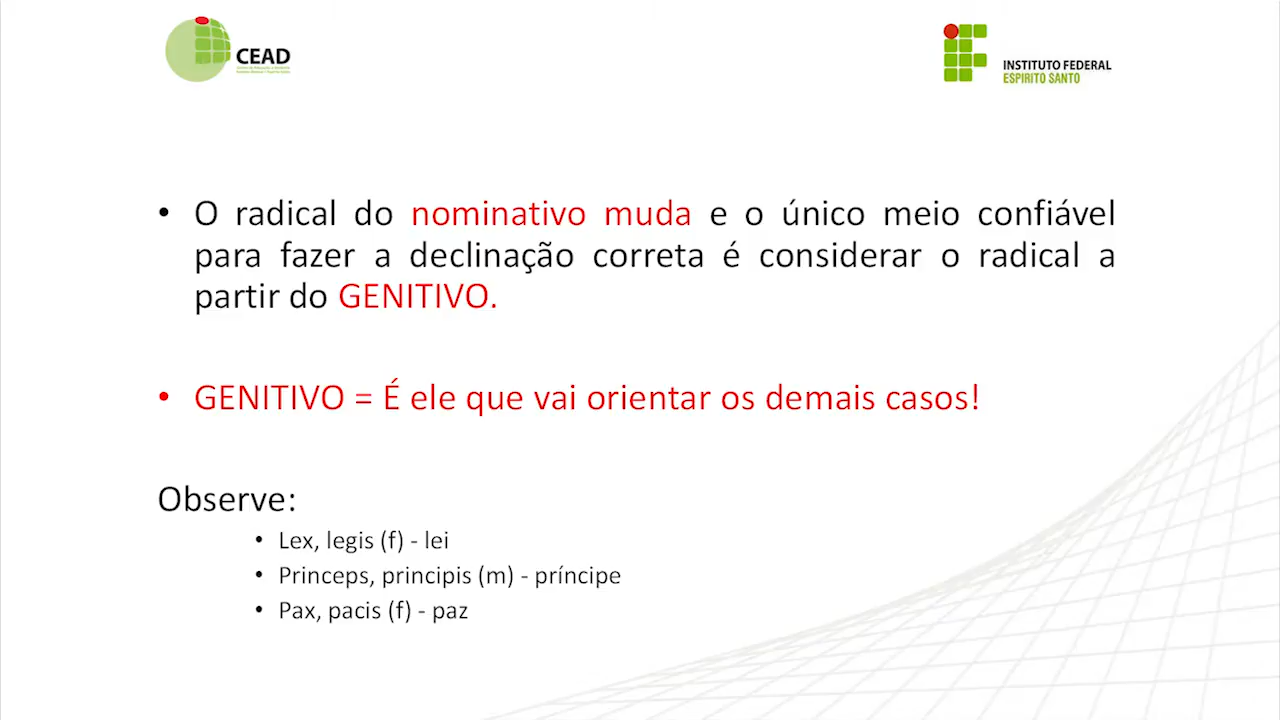 CEAD
INSTITUTO FEDERAL
ESPIRITO SANTO
• O radical do nominativo muda e o único meio confiável
para fazer a declinação correta é considerar o radical a
partir do GENITIVO.
• GENITIVO = É ele que vai orientar os demais casos!
Observe:
• Lex, legis (f) - lei
• Princeps, principis (m) - príncipe
• Pax, pacis (f) - paz